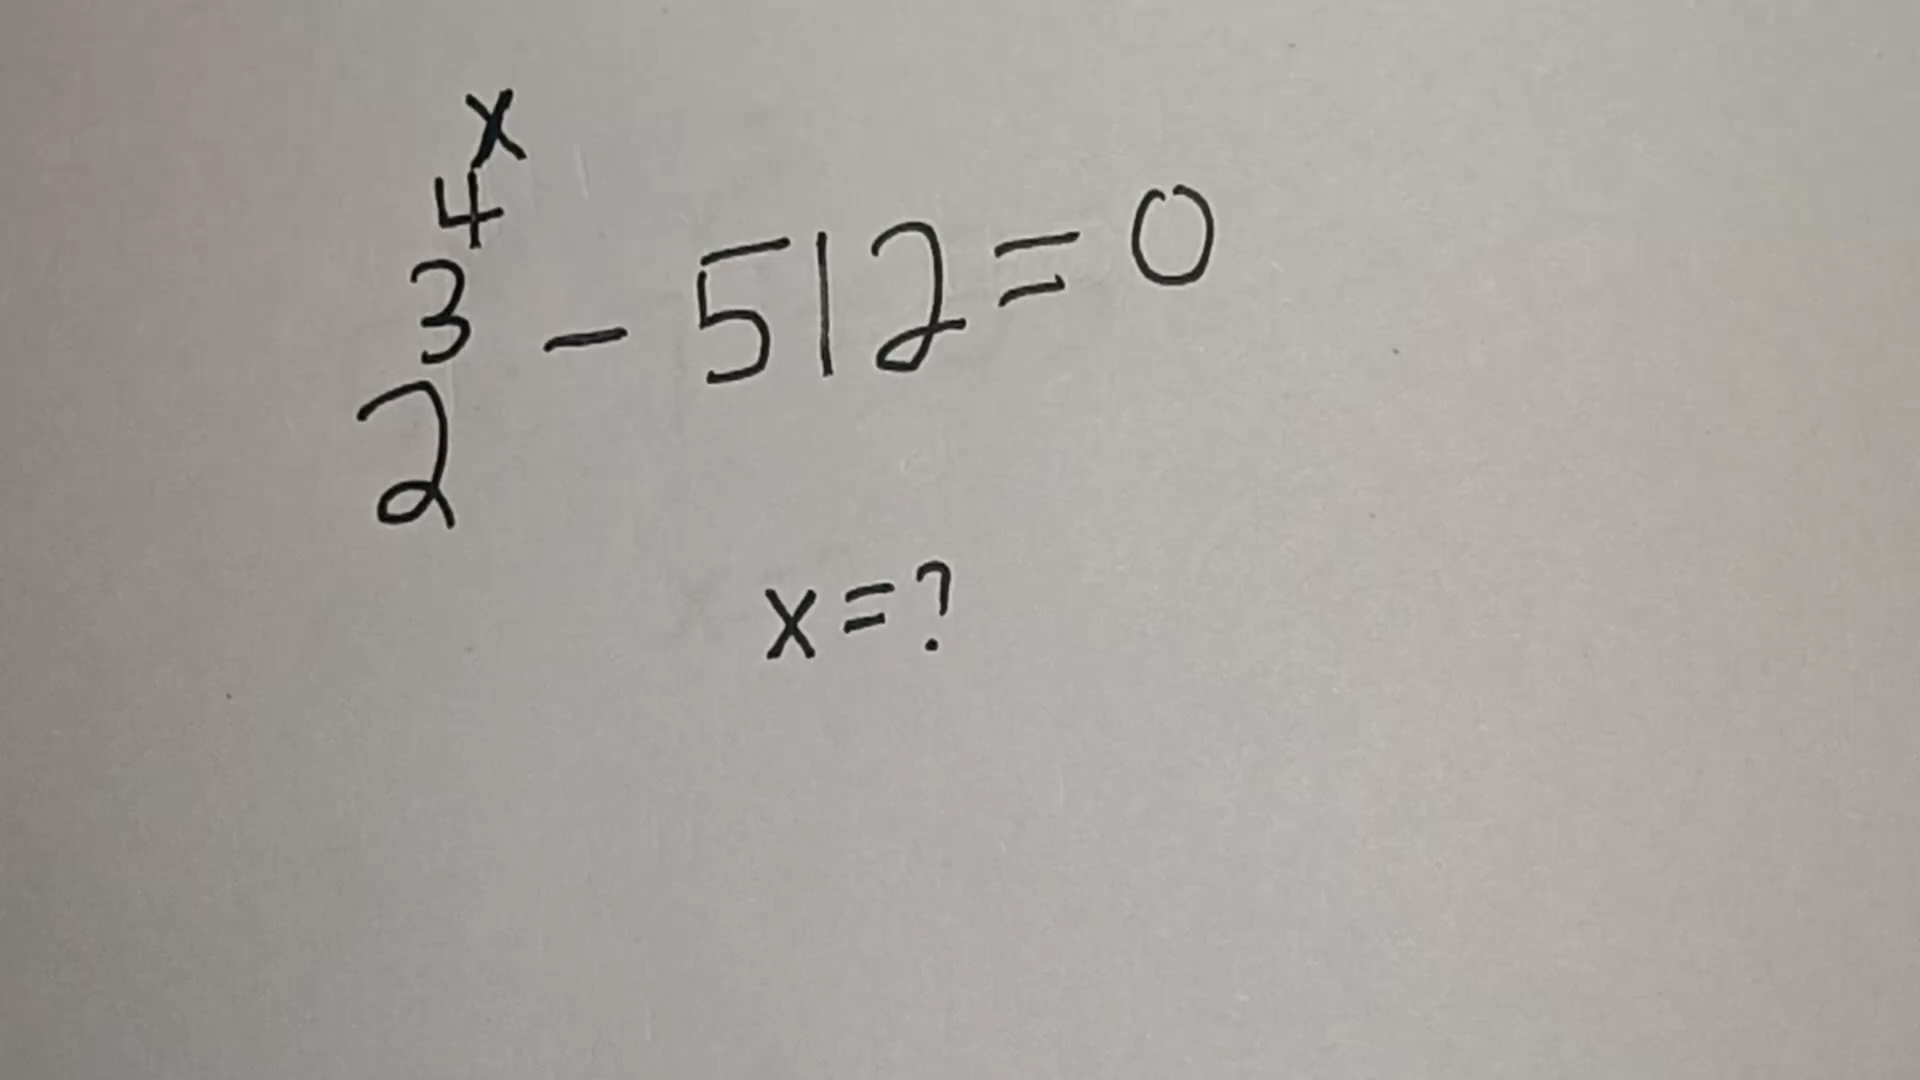 2^3^4^x - 512 = 0
x = ?